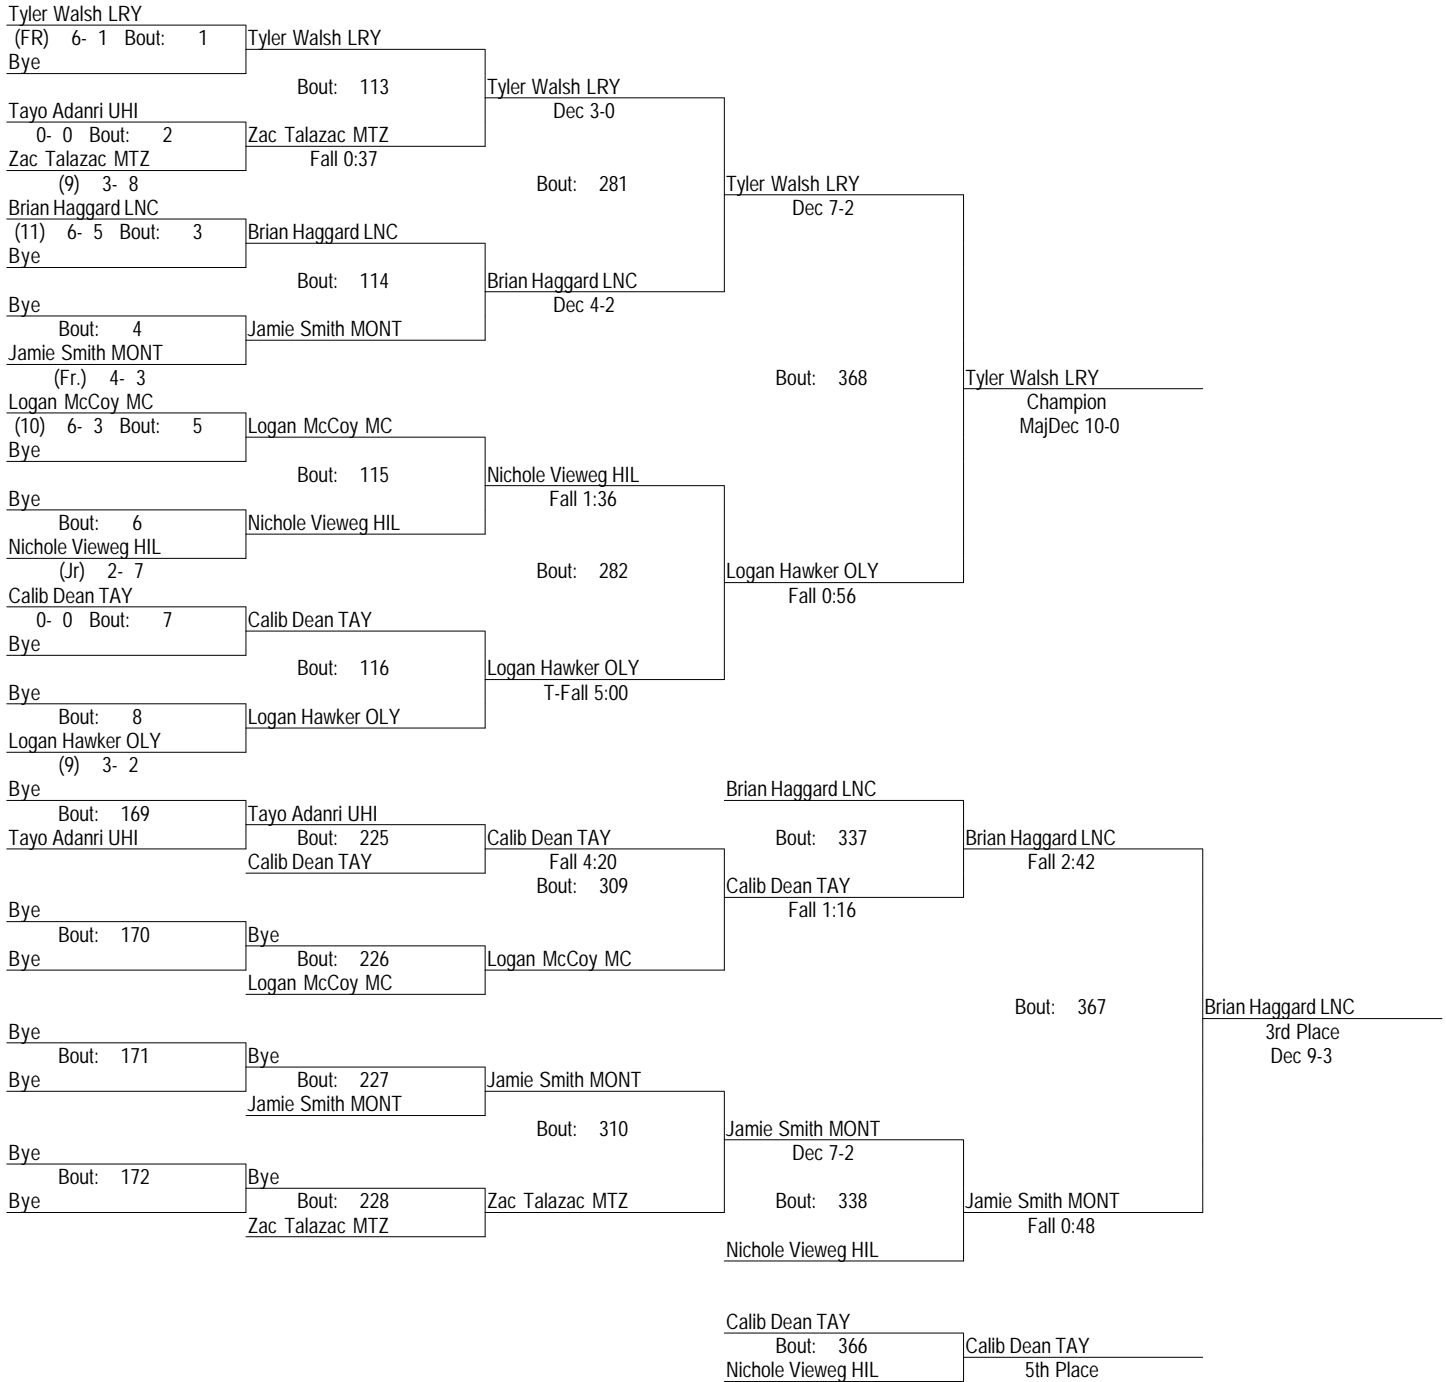 Tyler Walsh LRY
(FR) 6- 1 Bout: 1 Tyler Walsh LRY
Bye
Bout: 113 Tyler Walsh LRY
Tayo Adanri UHI Dec 3-0
0- 0 Bout: 2 Zac Talazac MTZ
Zac Talazac MTZ Fall 0:37
(9) 3- 8 Bout: 281 Tyler Walsh LRY
Brian Haggard LNC Dec 7-2
(11) 6- 5 Bout: 3 Brian Haggard LNC
Bye
Bout: 114 Brian Haggard LNC
Bye Dec 4-2
Bout: 4 Jamie Smith MONT
Jamie Smith MONT
(Fr.) 4- 3 Bout: 368 Tyler Walsh LRY
Logan McCoy MC Champion
(10) 6- 3 Bout: 5 Logan McCoy MC MajDec 10-0
Bye
Bout: 115 Nichole Vieweg HIL
Bye Fall 1:36
Bout: 6 Nichole Vieweg HIL
Nichole Vieweg HIL
(Jr) 2- 7 Bout: 282 Logan Hawker OLY
Calib Dean TAY Fall 0:56
0- 0 Bout: 7 Calib Dean TAY
Bye
Bout: 116 Logan Hawker OLY
Bye T-Fall 5:00
Bout: 8 Logan Hawker OLY
Logan Hawker OLY
(9) 3- 2
Bye Brian Haggard LNC
Bout: 169 Tayo Adanri UHI
Tayo Adanri UHI Bout: 225 Calib Dean TAY Bout: 337 Brian Haggard LNC
Calib Dean TAY Fall 4:20 Fall 2:42
Bout: 309 Calib Dean TAY
Bye Fall 1:16
Bout: 170 Bye
Bye Bout: 226 Logan McCoy MC
Logan McCoy MC
Bout: 367 Brian Haggard LNC
Bye 3rd Place
Bout: 171 Bye Dec 9-3
Bye Bout: 227 Jamie Smith MONT
Jamie Smith MONT
Bout: 310 Jamie Smith MONT
Bye Dec 7-2
Bout: 172 Bye
Bye Bout: 228 Zac Talazac MTZ Bout: 338 Jamie Smith MONT
Zac Talazac MTZ Fall 0:48
Nichole Vieweg HIL
Calib Dean TAY
Bout: 366 Calib Dean TAY
Nichole Vieweg HIL 5th Place